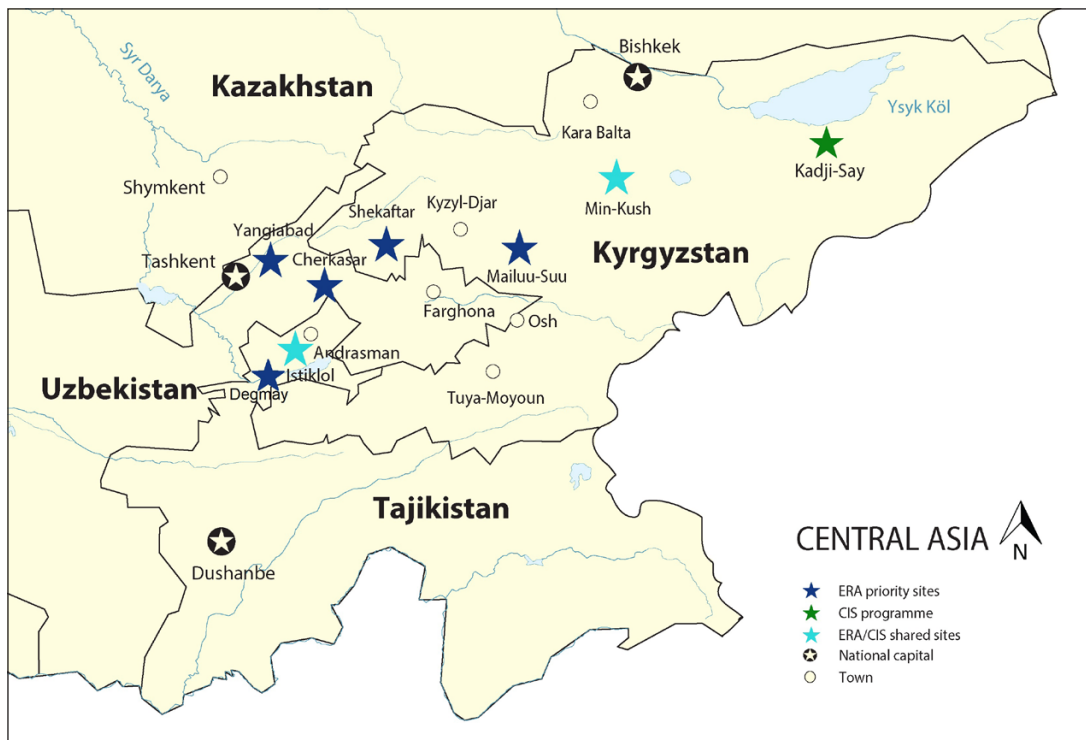 Bishkek
Syr Darya
Kazakhstan
Ysyk Köl
Kara Balta
Kadji-Say
Shymkent
Min-Kush
Shekaftar
Kyzyl-Djar
Yangiabad
Kyrgyzstan
Tashkent
Cherkasar
Mailuu-Suu
Farghona
Osh
Andrasman
Istiklol
Uzbekistan
Degmay
Tuya-Moyoun
Tajikistan
Dushanbe
CENTRAL ASIA
N
ERA priority sites
CIS programme
ERA/CIS shared sites
National capital
Town